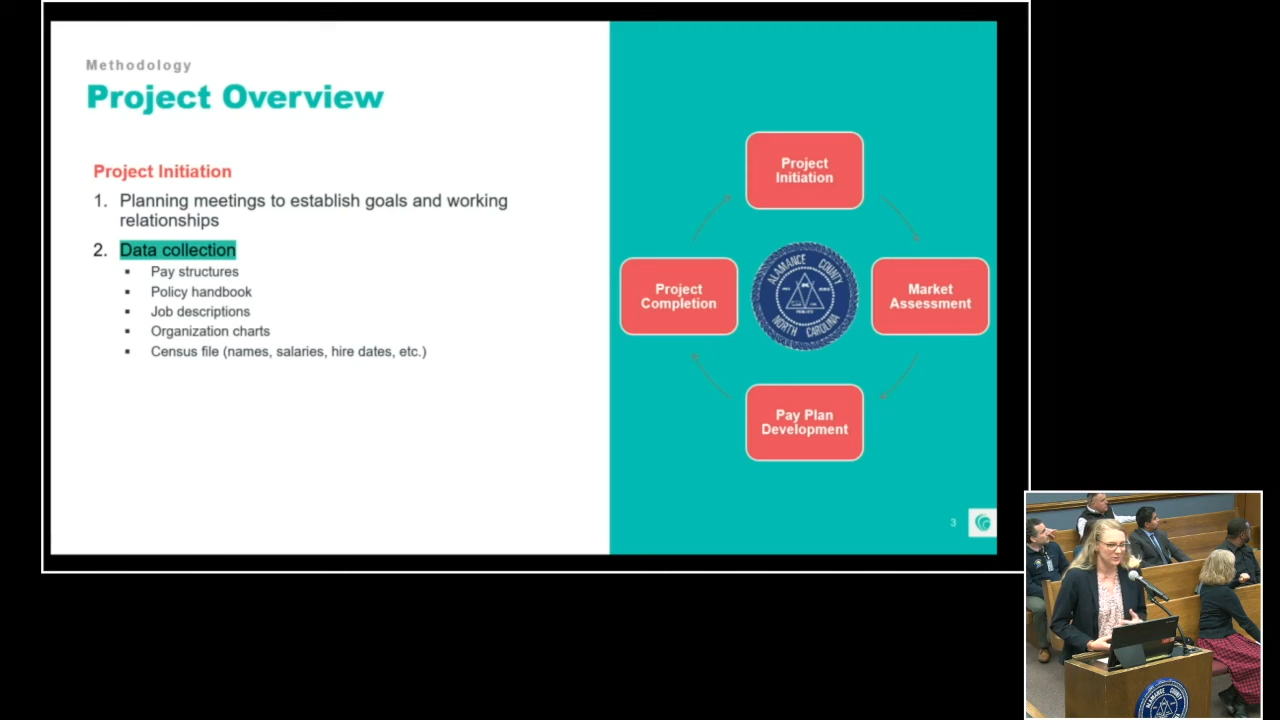 Methodology
Project Overview
Project Initiation
1. Planning meetings to establish goals and working
relationships
2. Data collection
▪ Pay structures
▪ Policy handbook
▪ Job descriptions
▪ Organization charts
▪ Census file (names, salaries, hire dates, etc.)
Project
Initiation
Project
Completion
ALAMANCE COUNTY
NORTH CAROLINA
Market
Assessment
Pay Plan
Development
3
ALAMANCE COUNTY